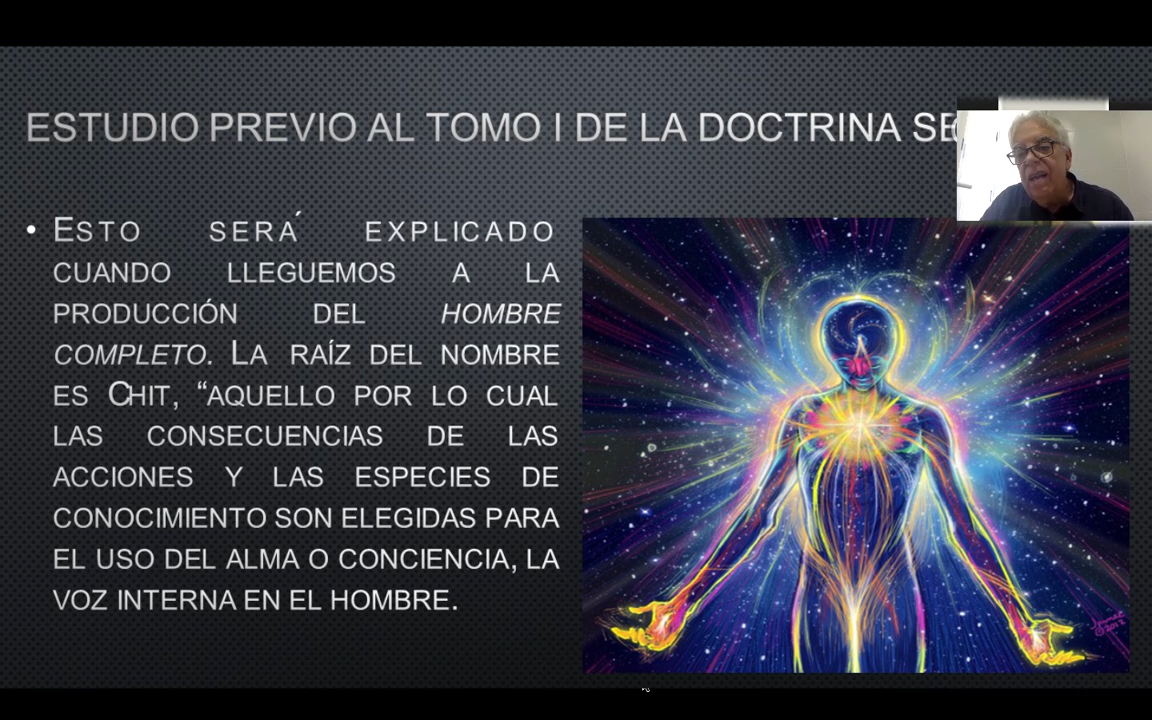 ESTUDIO PREVIO AL TOMO I DE LA DOCTRINA SE
• ESTO SERÁ EXPLICADO
CUANDO LLEGUEMOS A LA
PRODUCCIÓN DEL HOMBRE
COMPLETO. LA RAÍZ DEL NOMBRE
ES CHIT, “AQUELLO POR LO CUAL
LAS CONSECUENCIAS DE LAS
ACCIONES Y LAS ESPECIES DE
CONOCIMIENTO SON ELEGIDAS PARA
EL USO DEL ALMA O CONCIENCIA, LA
VOZ INTERNA EN EL HOMBRE.